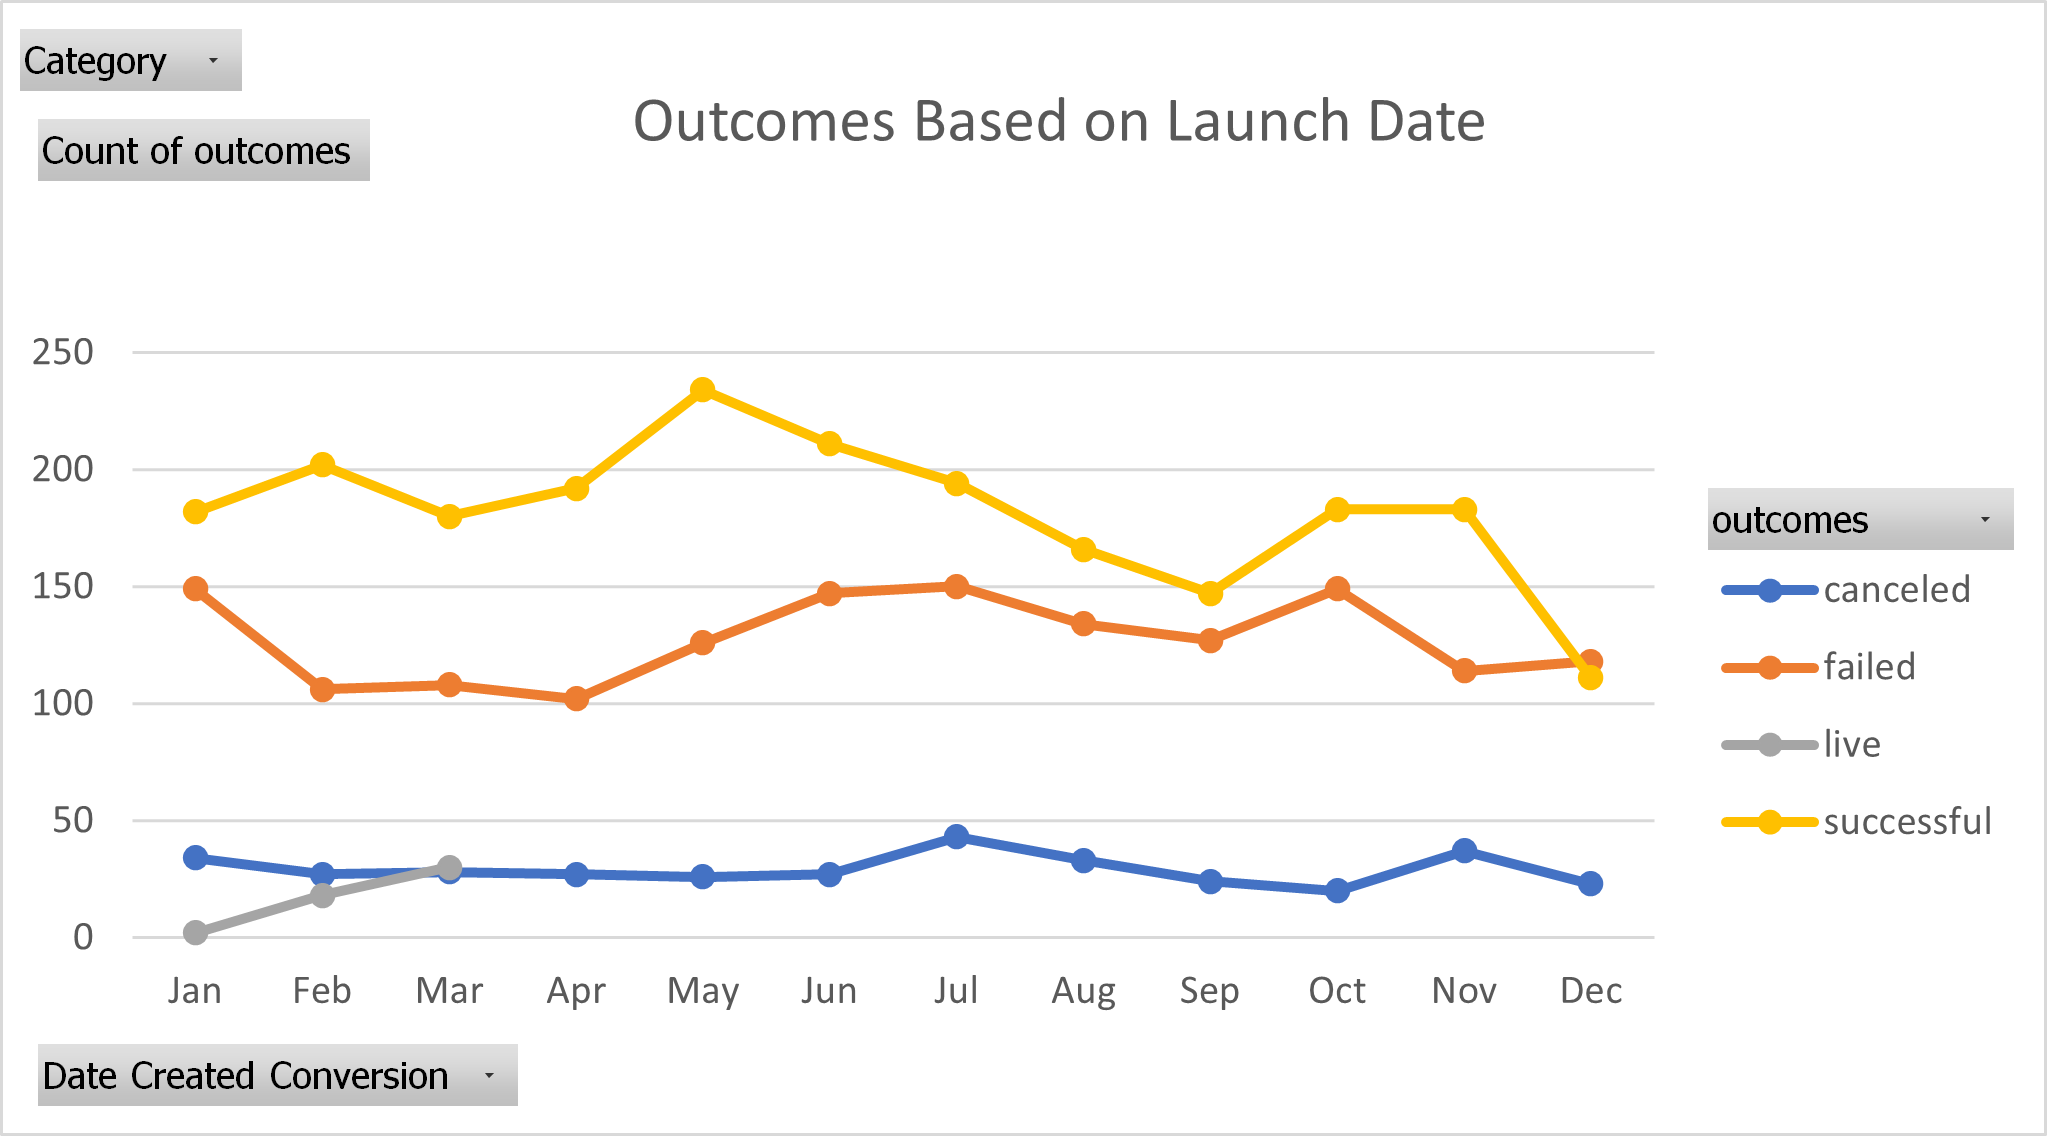 Category
Count of outcomes
Outcomes Based on Launch Date
250
200
150
100
50
0
Jan Feb Mar Apr May Jun Jul Aug Sep Oct Nov Dec
outcomes
canceled
failed
live
successful
Date Created Conversion